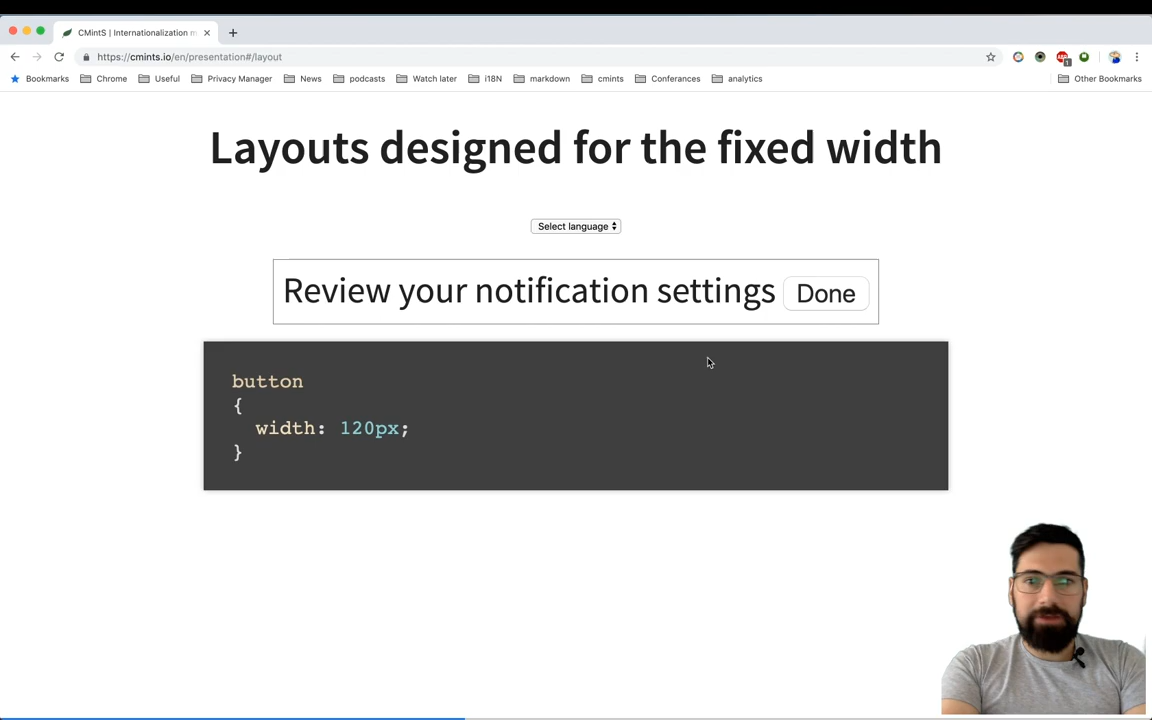 CMintS | Internationalization m
https://cmints.io/en/presentation#/layout
Bookmarks Chrome Useful Privacy Manager News podcasts Watch later i18N markdown cmints Conferances analytics Other Bookmarks
Layouts designed for the fixed width
Select language
Review your notification settings Done
button
{
width: 120px;
}